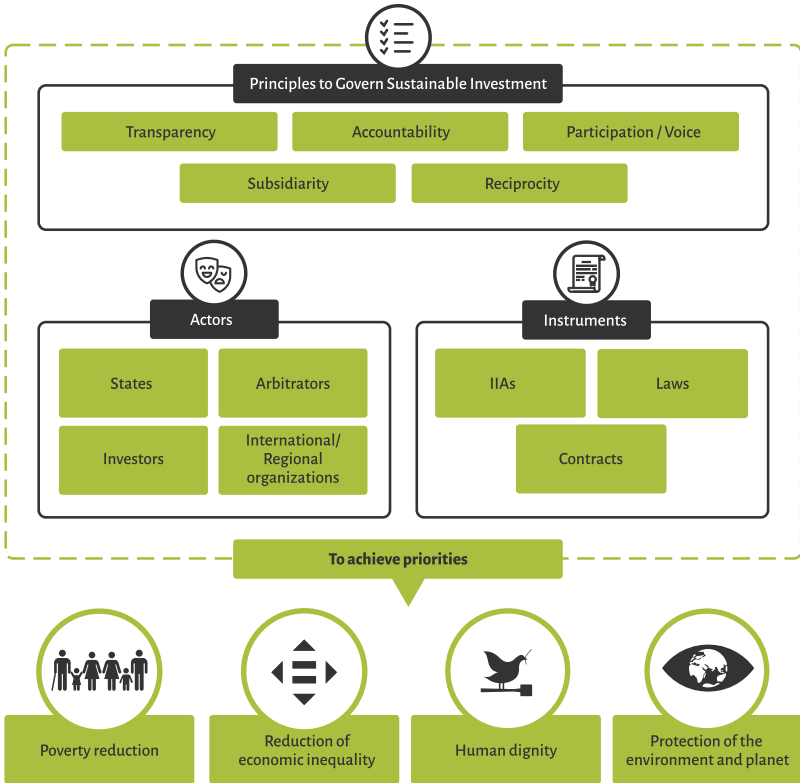 Principles to Govern Sustainable Investment
Transparency
Accountability
Participation / Voice
Subsidiarity
Reciprocity
Actors
States
Arbitrators
Investors
International/
Regional
organizations
Instruments
IIAs
Laws
Contracts
To achieve priorities
Poverty reduction
Reduction of
economic inequality
Human dignity
Protection of the
environment and planet